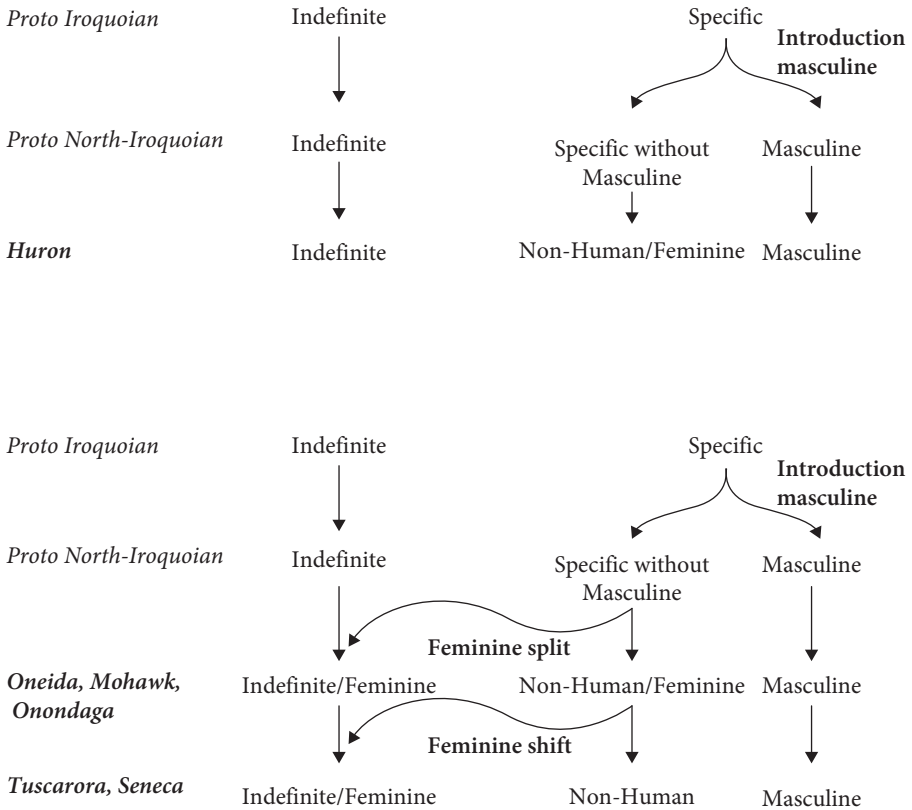 Proto Iroquoian Indefinite Specific
Introduction
masculine
Proto North-Iroquoian Indefinite Specific without Masculine
Masculine
Huron Indefinite Non-Human/Feminine Masculine
Proto Iroquoian Indefinite Specific
Introduction
masculine
Proto North-Iroquoian Indefinite Specific without Masculine
Masculine
Feminine split
Oneida, Mohawk, Indefinite/Feminine Non-Human/Feminine Masculine
Onondaga
Feminine shift
Tuscarora, Seneca Indefinite/Feminine Non-Human Masculine